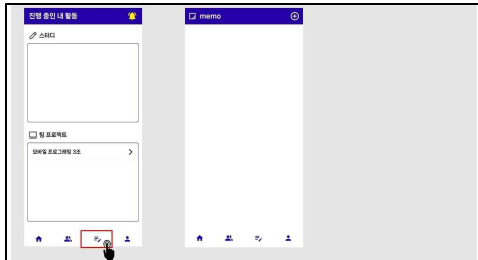 진행 중인 내 활동
스터디
팀 프로젝트
모바일 프로그래밍 3조
memo